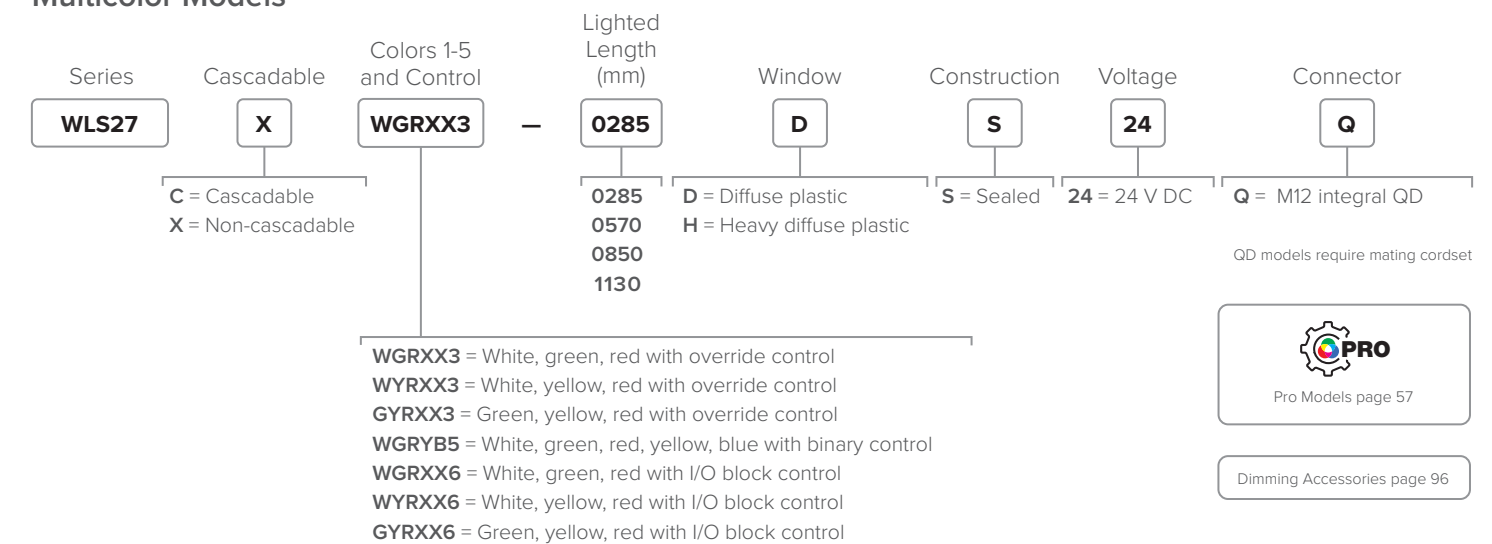 Multicolor Models
Series
Cascadable
Colors 1-5
and Control
Lighted
Length
(mm)
Window
Construction
Voltage
Connector
WLS27
X
WGRXX3
–
0285
D
S
24
Q
C = Cascadable
X = Non-cascadable
0285
0570
0850
1130
D = Diffuse plastic
H = Heavy diffuse plastic
S = Sealed
24 = 24 V DC
Q = M12 integral QD
QD models require mating cordset
WGRXX3 = White, green, red with override control
WYRXX3 = White, yellow, red with override control
GYRXX3 = Green, yellow, red with override control
WGRYB5 = White, green, red, yellow, blue with binary control
WGRXX6 = White, green, red with I/O block control
WYRXX6 = White, yellow, red with I/O block control
GYRXX6 = Green, yellow, red with I/O block control
PRO
Pro Models page 57
Dimming Accessories page 96